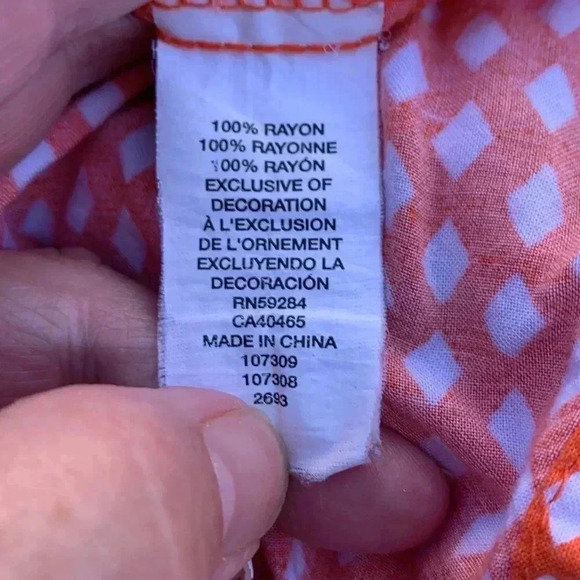 100% RAYON
100% RAYONNE
100% RAYÓN
EXCLUSIVE OF
DECORATION
À L'EXCLUSION
DE L'ORNEMENT
EXCLUYENDO LA
DECORACIÓN
RN59284
CA40465
MADE IN CHINA
107309
107308
2693